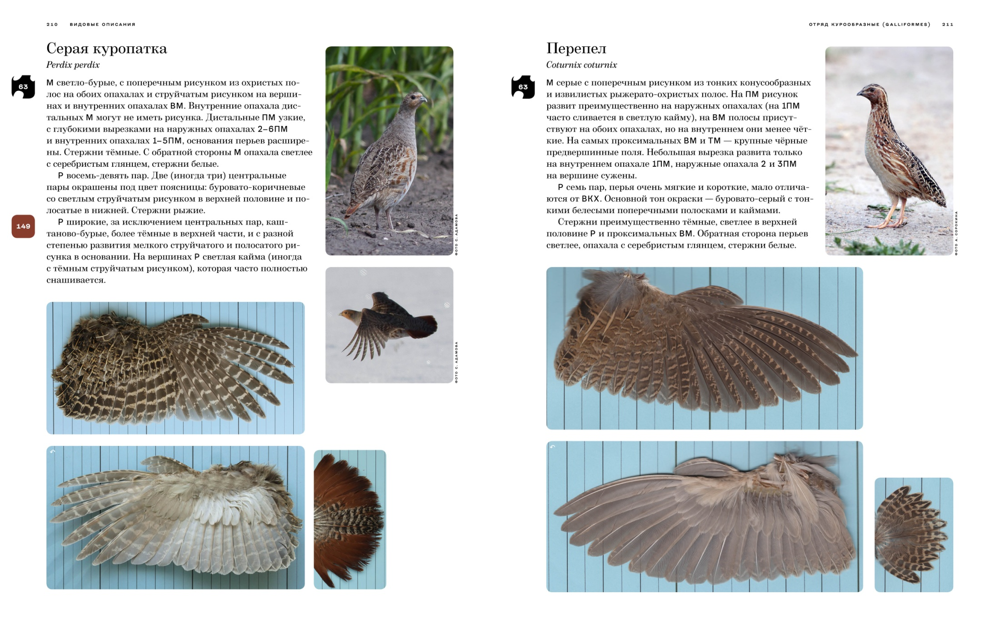 210 ВИДОВЫЕ ОПИСАНИЯ
Серая куропатка
Perdix perdix
63
М светло-бурые, с поперечным рисунком из охристых по-
лос на обоих опахалах и струйчатым рисунком на верши-
нах и внутренних опахалах ВМ. Внутренние опахала дис-
тальных М могут не иметь рисунка. Дистальные ПМ узкие,
с глубокими вырезками на наружных опахалах 2–6ПМ
и внутренних опахалах 1–5ПМ, основания перьев расшире-
ны. Стержни тёмные. С обратной стороны М опахала светлее
с серебристым глянцем, стержни белые.
Р восемь-девять пар. Две (иногда три) центральные
пары окрашены под цвет поясницы: буровато-коричневые
со светлым струйчатым рисунком в верхней половине и по-
лосатые в нижней. Стержни рыжие.
149
Р широкие, за исключением центральных пар, каш-
таново-бурые, более тёмные в верхней части, и с разной
степенью развития мелкого струйчатого и полосатого ри-
сунка в основании. На вершинах Р светлая кайма (иногда
с тёмным струйчатым рисунком), которая часто полностью
снашивается.
ФОТО С. АДАМОВА
ФОТО С. АДАМОВА
ОТРЯД КУРООБРАЗНЫЕ (GALLIFORMES) 211
Перепел
Coturnix coturnix
63
М серые с поперечным рисунком из тонких конусообразных
и извилистых рыжерато-охристых полос. На ПМ рисунок
развит преимущественно на наружных опахалах (на 1ПМ
часто сливается в светлую кайму), на ВМ полосы присут-
ствуют на обоих опахалах, но на внутреннем они менее чёт-
кие. На самых проксимальных ВМ и ТМ — крупные чёрные
предвершинные поля. Небольшая вырезка развита только
на внутреннем опахале 1ПМ, наружные опахала 2 и 3ПМ
на вершине сужены.
Р семь пар, перья очень мягкие и короткие, мало отлича-
ются от ВКХ. Основной тон окраски — буровато-серый с тон-
кими белесыми поперечными полосками и каймами.
Стержни преимущественно тёмные, светлее в верхней
половине Р и проксимальных ВМ. Обратная сторона перьев
светлее, опахала с серебристым глянцем, стержни белые.
ФОТО А. СОРОКИНА